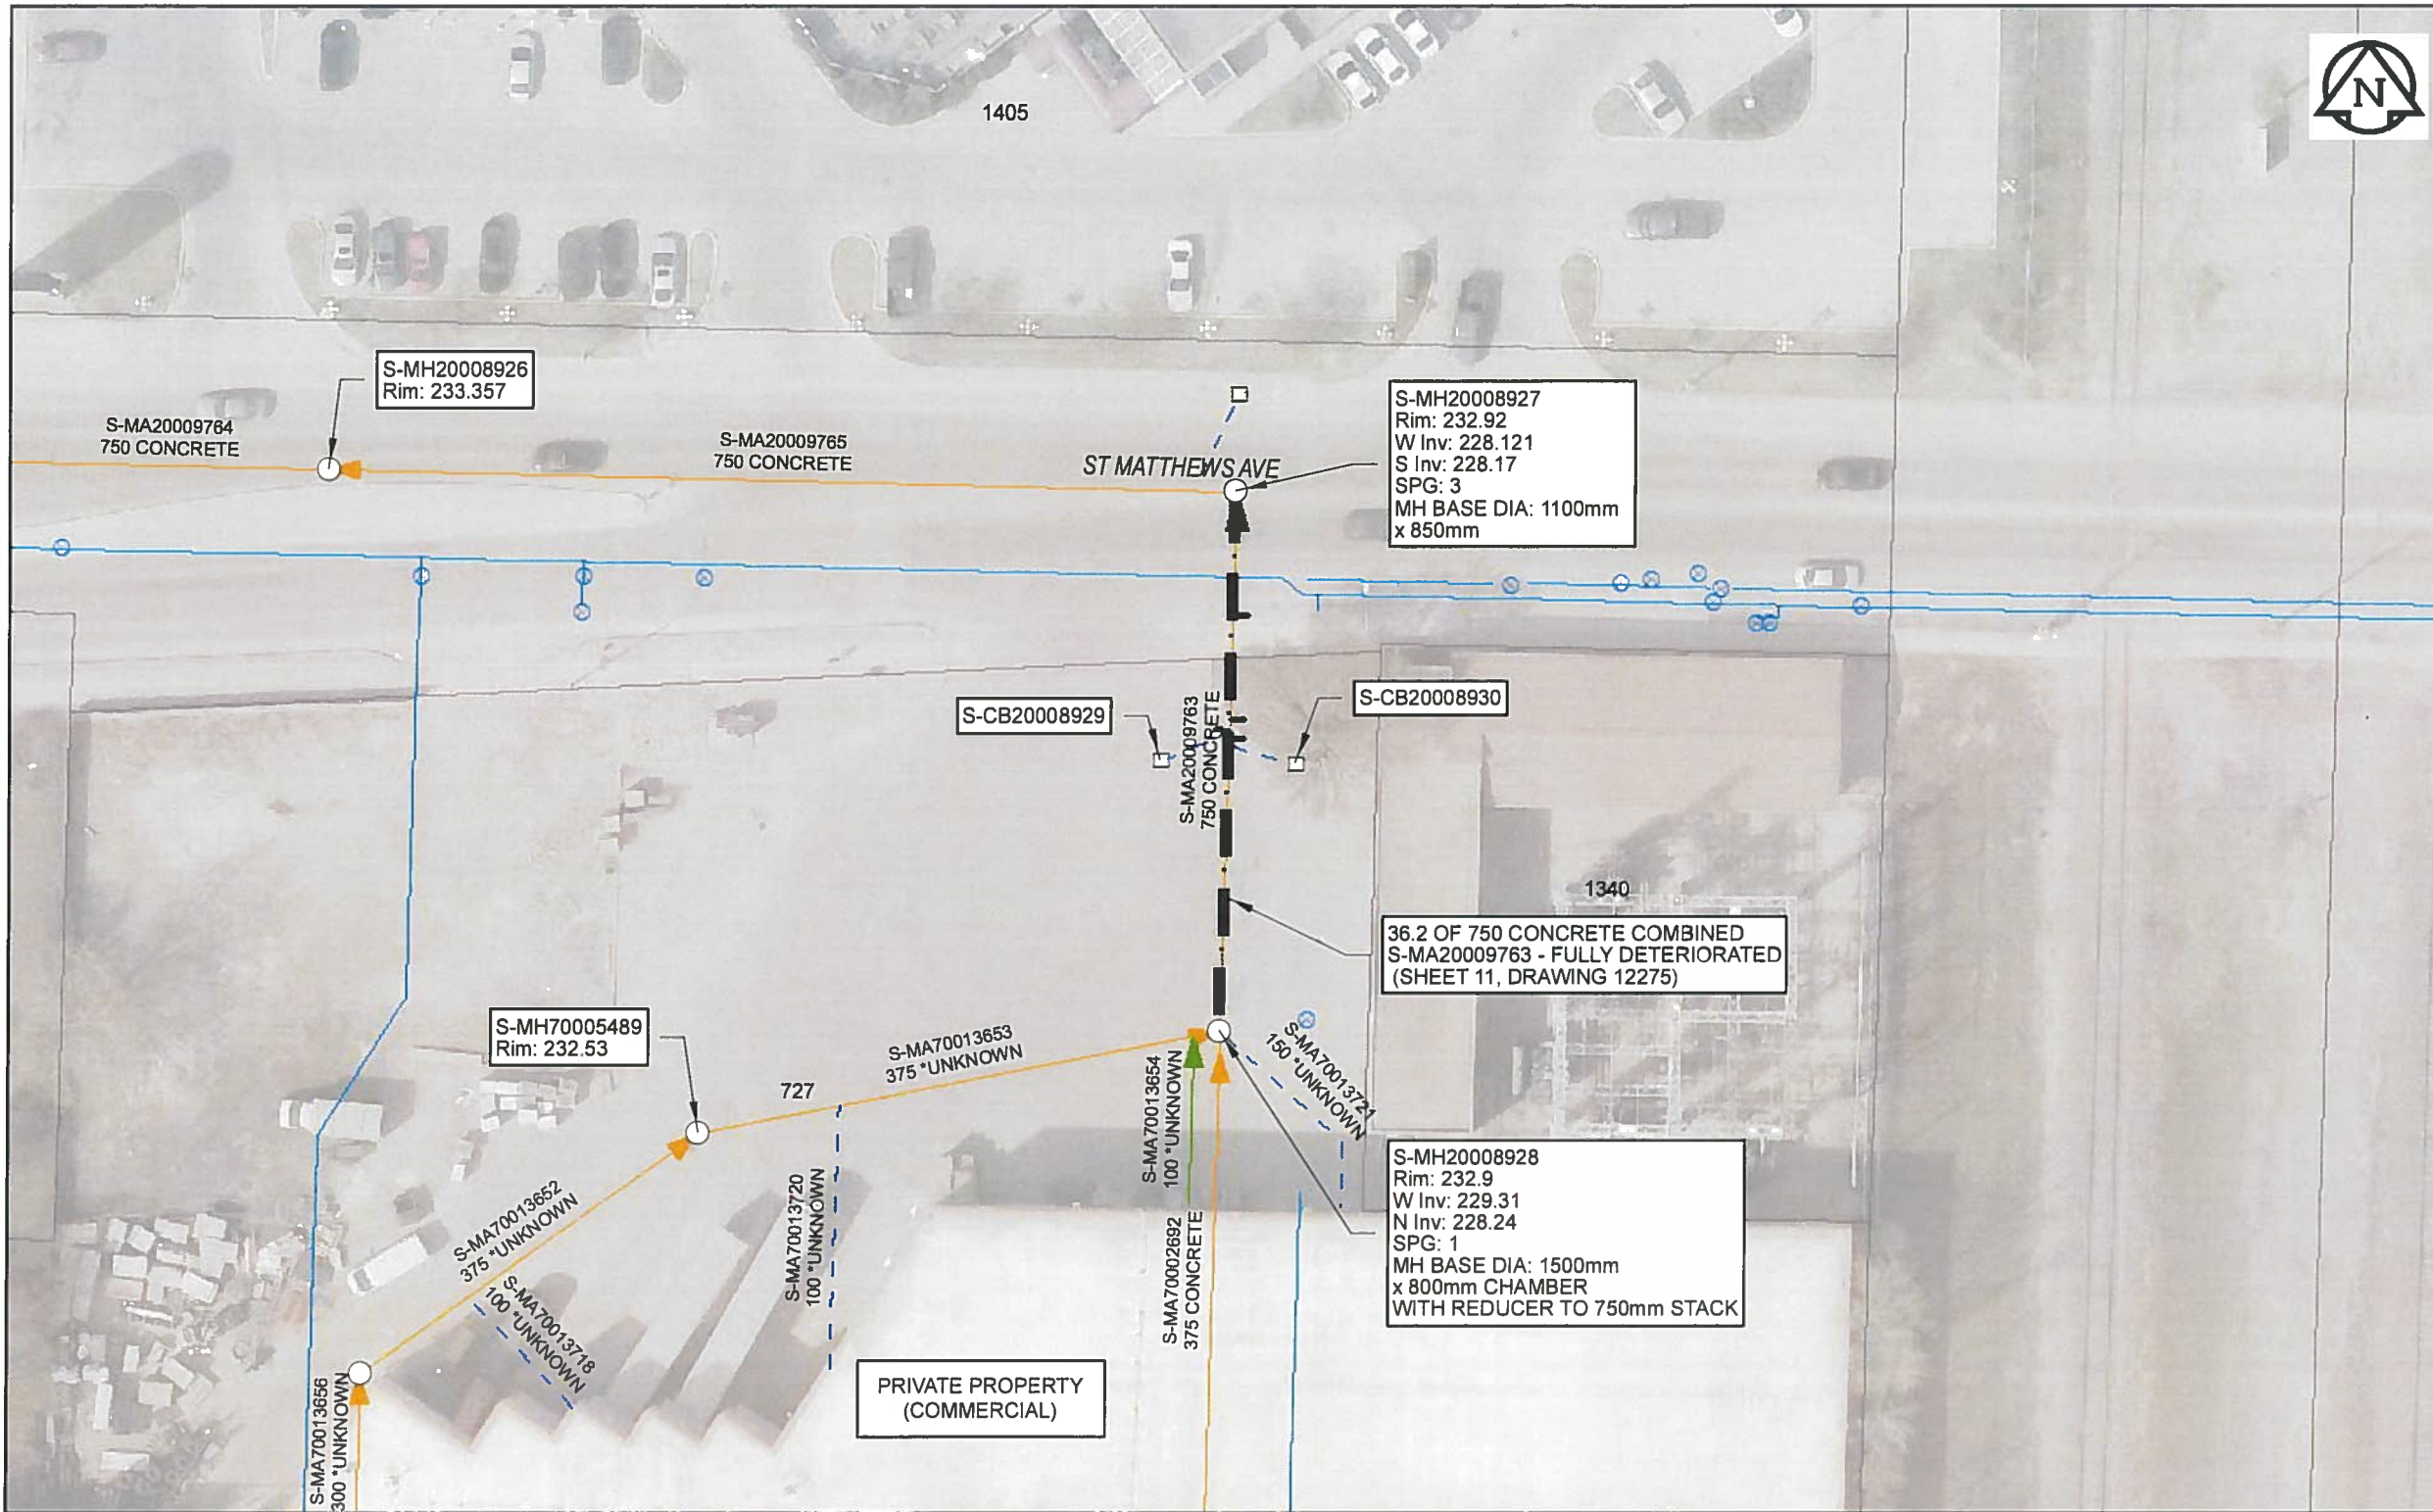 1405
N
S-MH20008926
Rim: 233.357
S-MA20009764
750 CONCRETE
S-MA20009765
750 CONCRETE
ST MATTHEWS AVE
S-MH20008927
Rim: 232.92
W Inv: 228.121
S Inv: 228.17
SPG: 3
MH BASE DIA: 1100mm
x 850mm
S-CB20008929
S-MA20009763
750 CONCRETE
S-CB20008930
1340
36.2 OF 750 CONCRETE COMBINED
S-MA20009763 - FULLY DETERIORATED
(SHEET 11, DRAWING 12275)
S-MH70005489
Rim: 232.53
S-MA70013653
375 *UNKNOWN
727
S-MA70013654
100 *UNKNOWN
S-MA70013721
150 *UNKNOWN
S-MH20008928
Rim: 232.9
W Inv: 229.31
N Inv: 228.24
SPG: 1
MH BASE DIA: 1500mm
x 800mm CHAMBER
WITH REDUCER TO 750mm STACK
S-MA70013652
375 *UNKNOWN
S-MA70013720
100 *UNKNOWN
S-MA70002692
375 CONCRETE
S-MA70013718
100 *UNKNOWN
S-MA70013656
300 *UNKNOWN
PRIVATE PROPERTY
(COMMERCIAL)